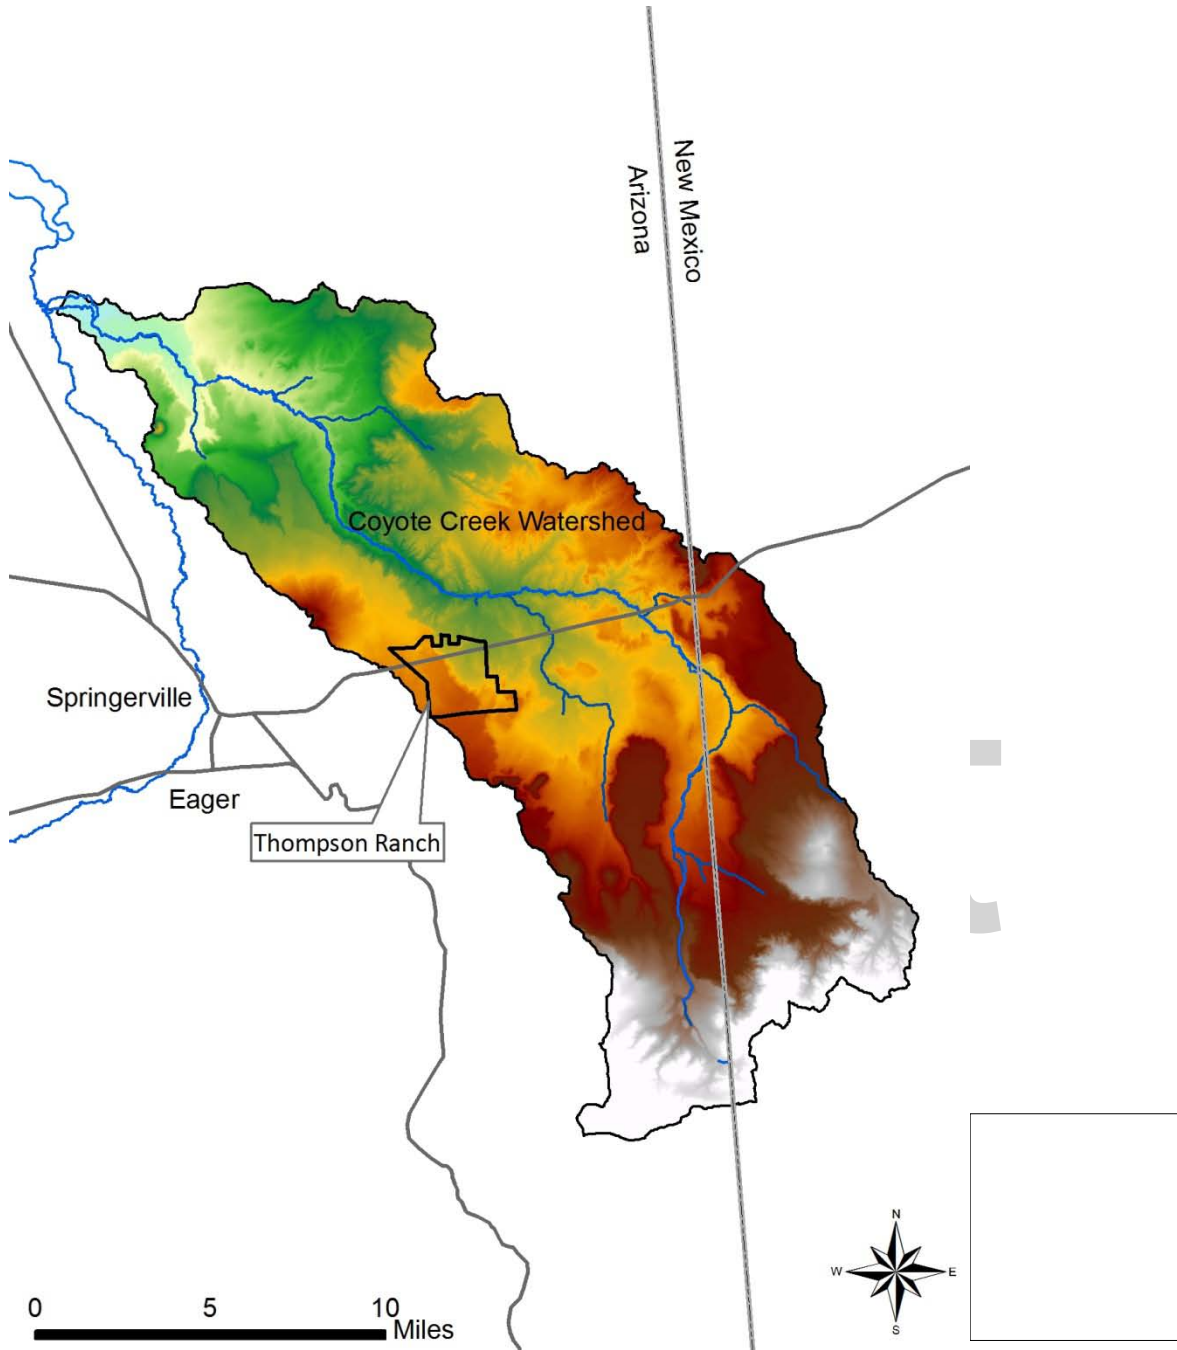 New Mexico
Arizona
Coyote Creek Watershed
Springerville
Eager
Thompson Ranch
N
W E
S
0 5 10
Miles